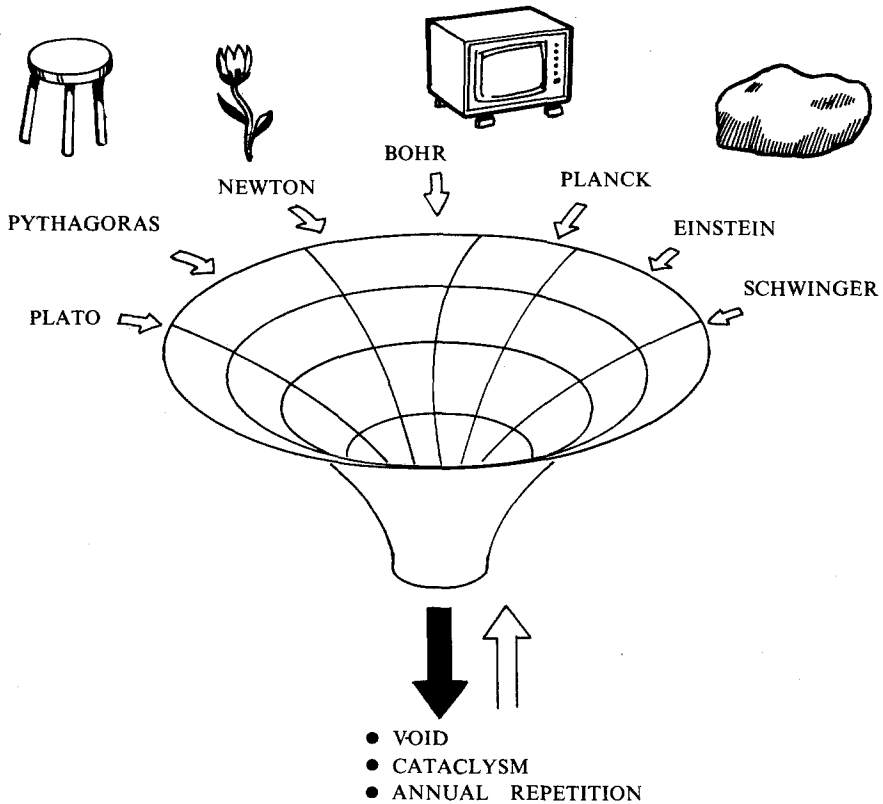 BOHR
NEWTON
PLANCK
PYTHAGORAS
EINSTEIN
SCHWINGER
PLATO
● VOID
● CATACLYSM
● ANNUAL REPETITION